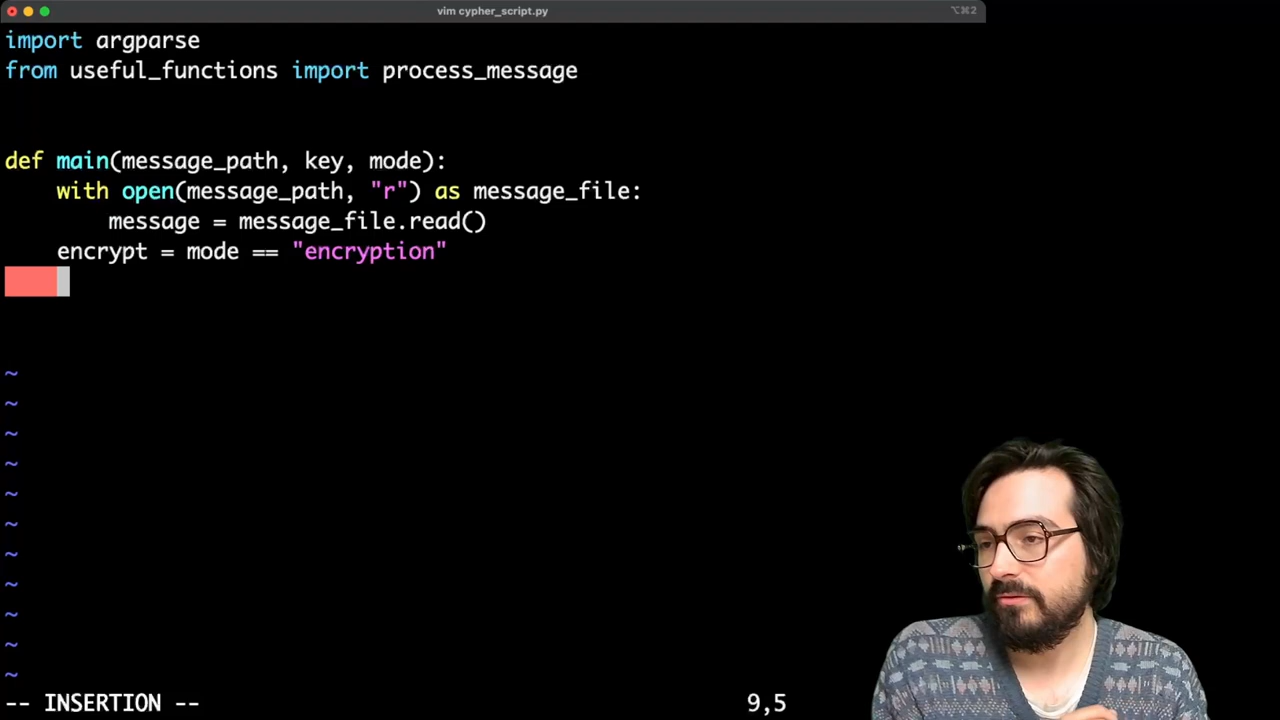 vim cypher_script.py
⌥⌘2
import argparse
from useful_functions import process_message
def main(message_path, key, mode):
with open(message_path, "r") as message_file:
message = message_file.read()
encrypt = mode == "encryption"
~
~
~
~
~
~
~
~
~
~
~
-- INSERTION --
9,5